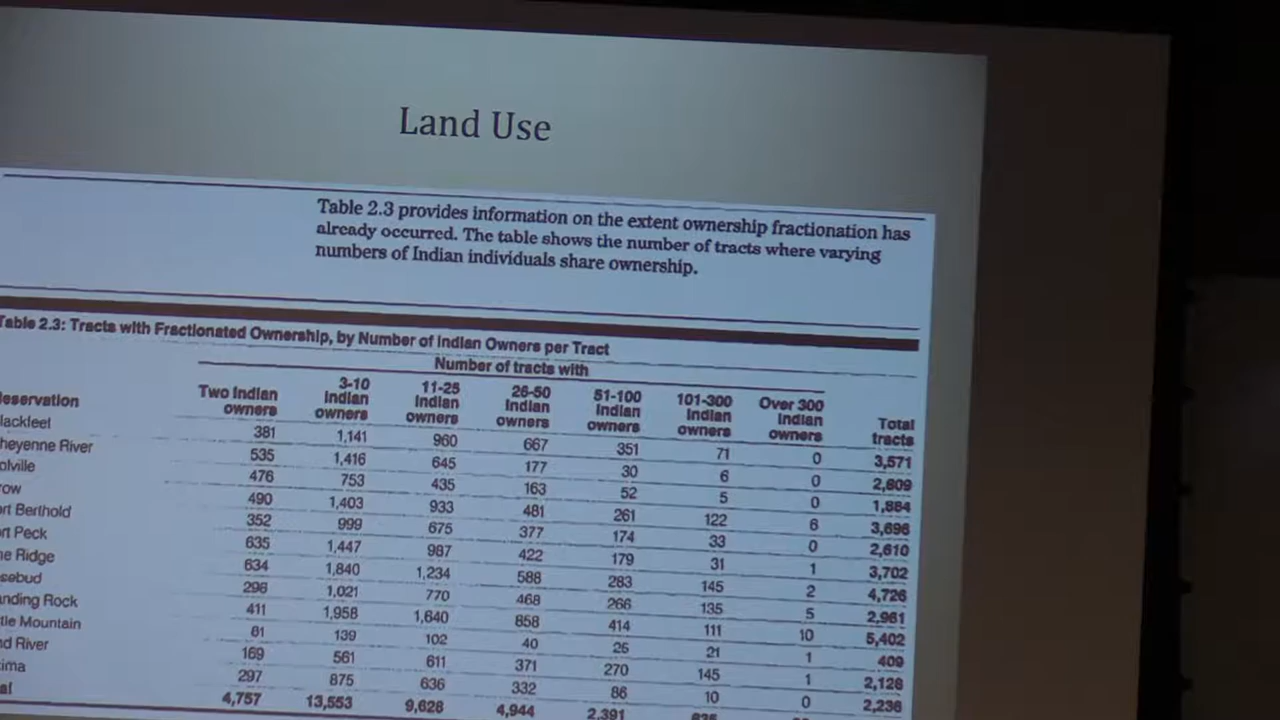 Land Use
Table 2.3 provides information on the extent ownership fractionation has
already occurred. The table shows the number of tracts where varying
numbers of Indian individuals share ownership.
Table 2.3: Tracts with Fractionated Ownership, by Number of Indian Owners per Tract
Number of tracts with
eservation Two Indian owners 3-10 Indian owners 11-25 Indian owners 26-50 Indian owners 51-100 Indian owners 101-300 Indian owners Over 300 Indian owners Total tracts
lackfeet 381 1,141 960 667 351 71 0 3,571
heyenne River 535 1,416 645 177 30 6 0 2,809
olville 476 753 435 163 52 5 0 1,884
ow 490 1,403 933 481 261 122 6 3,696
ort Berthold 352 999 675 377 174 33 0 2,610
rt Peck 635 1,447 987 422 179 31 1 3,702
ne Ridge 634 1,840 1,234 588 283 145 2 4,726
sebud 296 1,021 770 468 266 135 5 2,961
anding Rock 411 1,958 1,640 858 414 111 10 5,402
tle Mountain 81 139 102 40 25 21 1 409
nd River 169 561 611 371 270 145 1 2,128
ima 297 875 636 332 86 10 0 2,236
al 4,757 13,553 9,628 4,944 2,391 835